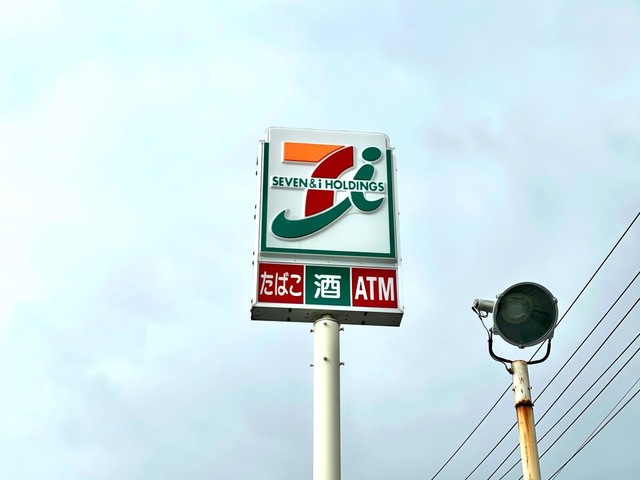 SEVEN & i HOLDINGS
たばこ 酒 ATM